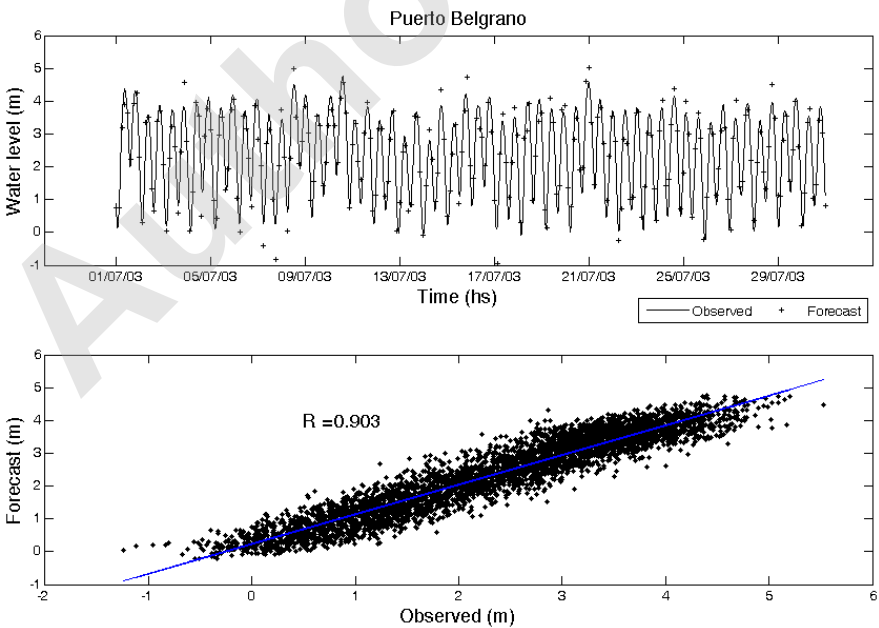 Puerto Belgrano
Water level (m)
6
5
4
3
2
1
0
-1
01/07/03 05/07/03 09/07/03 13/07/03 17/07/03 21/07/03 25/07/03 29/07/03
Time (hs)
Observed + Forecast
Forecast (m)
6
5
4
3
2
1
0
-1
R =0.903
-2 -1 0 1 2 3 4 5 6
Observed (m)
Autho